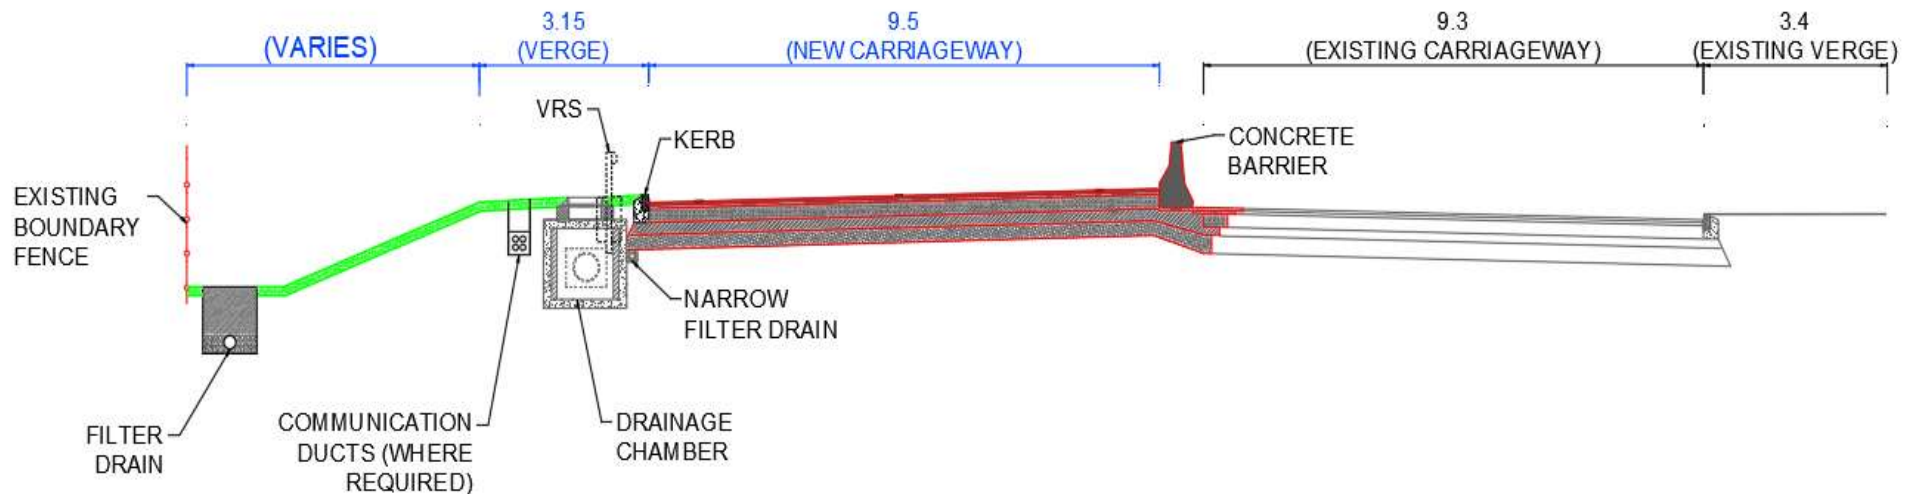 3.15
9.5
9.3
3.4
(VARIES)
(VERGE)
(NEW CARRIAGEWAY)
(EXISTING CARRIAGEWAY)
(EXISTING VERGE)
VRS
KERB
CONCRETE
BARRIER
EXISTING
BOUNDARY
FENCE
NARROW
FILTER DRAIN
FILTER
DRAIN
COMMUNICATION
DUCTS (WHERE
REQUIRED)
DRAINAGE
CHAMBER